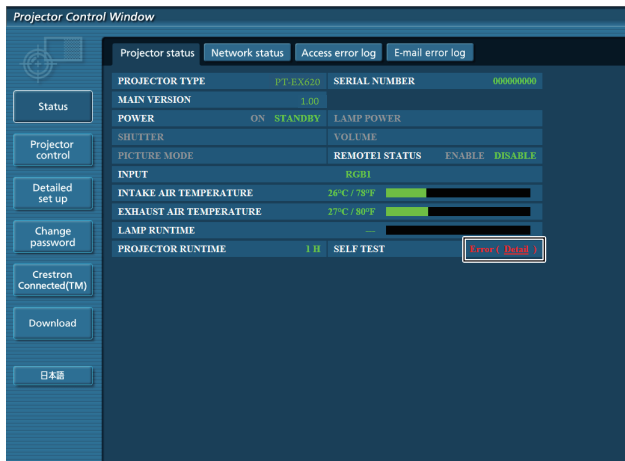 Projector Control Window
Projector status Network status Access error log E-mail error log
Status
Projector control
Detailed set up
Change password
Crestron Connected(TM)
Download
日本語
PROJECTOR TYPE PT-EX620 SERIAL NUMBER 000000000
MAIN VERSION 1.00
POWER ON STANDBY LAMP POWER
SHUTTER VOLUME
PICTURE MODE REMOTE1 STATUS ENABLE DISABLE
INPUT RGB1
INTAKE AIR TEMPERATURE 26°C / 78°F
EXHAUST AIR TEMPERATURE 27°C / 80°F
LAMP RUNTIME —
PROJECTOR RUNTIME 1 H SELF TEST Error ( Detail )